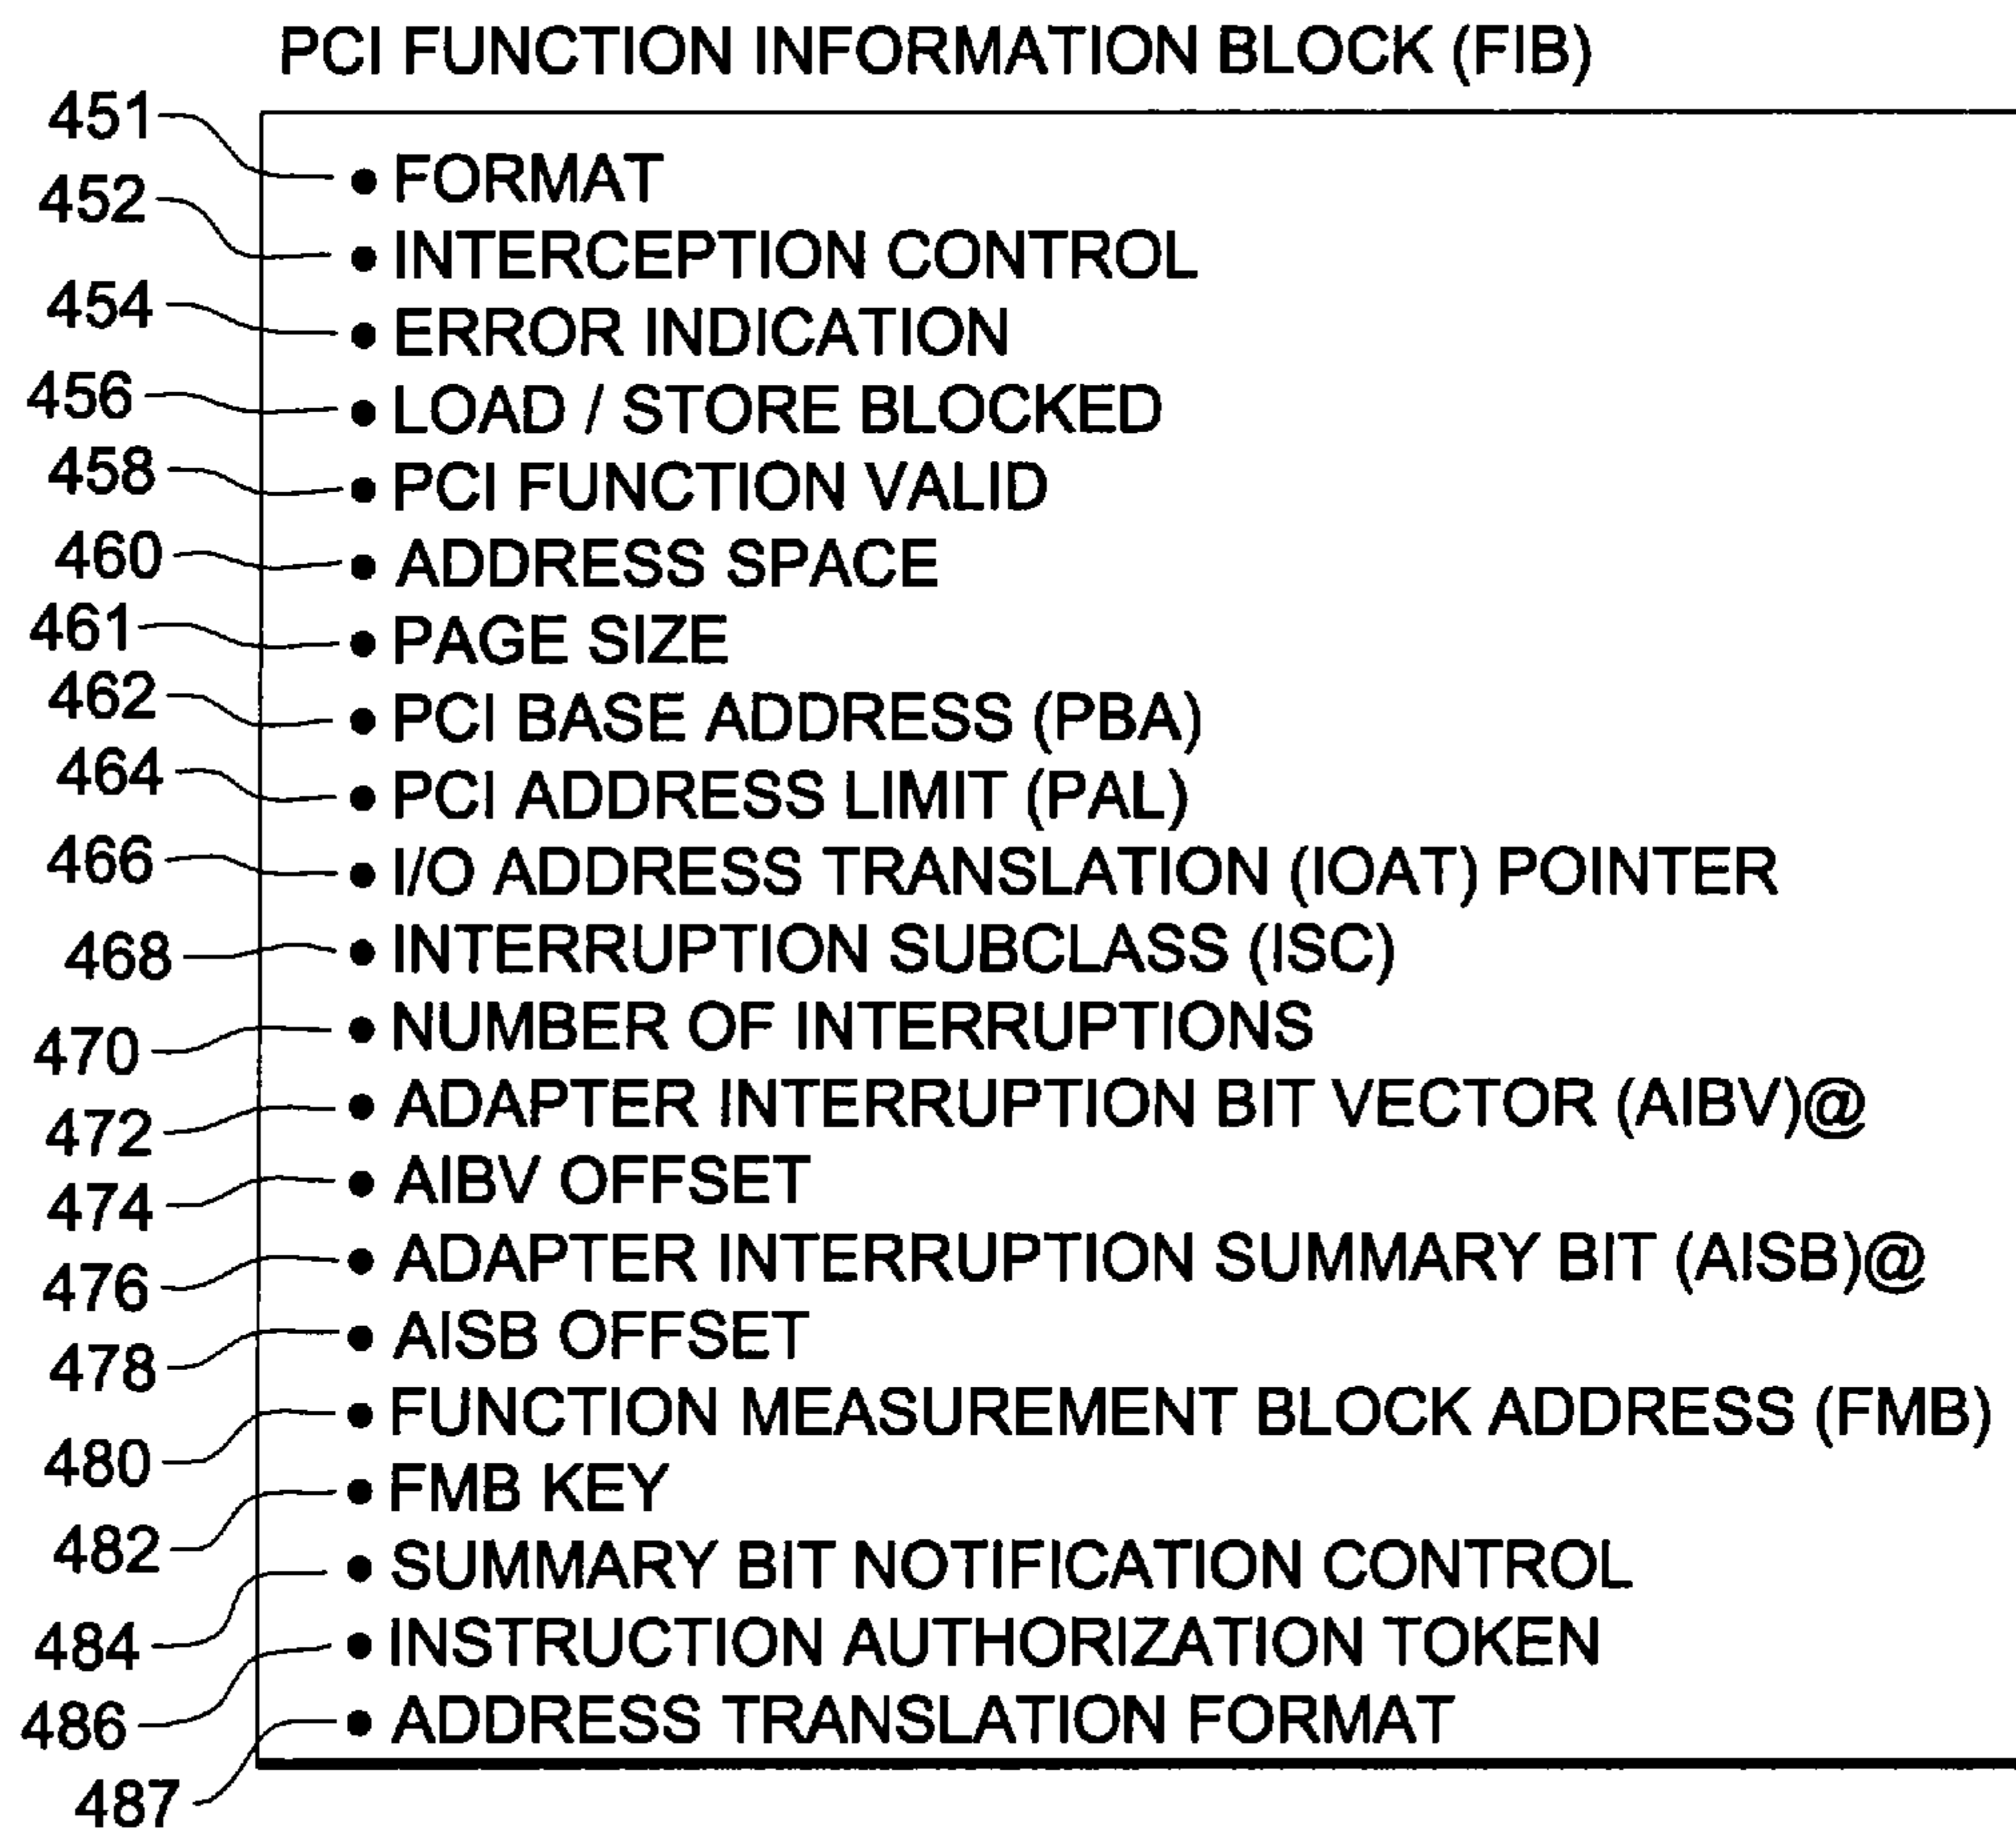 PCI FUNCTION INFORMATION BLOCK (FIB)
451 • FORMAT
452 • INTERCEPTION CONTROL
454 • ERROR INDICATION
456 • LOAD / STORE BLOCKED
458 • PCI FUNCTION VALID
460 • ADDRESS SPACE
461 • PAGE SIZE
462 • PCI BASE ADDRESS (PBA)
464 • PCI ADDRESS LIMIT (PAL)
466 • I/O ADDRESS TRANSLATION (IOAT) POINTER
468 • INTERRUPTION SUBCLASS (ISC)
470 • NUMBER OF INTERRUPTIONS
472 • ADAPTER INTERRUPTION BIT VECTOR (AIBV)@
474 • AIBV OFFSET
476 • ADAPTER INTERRUPTION SUMMARY BIT (AISB)@
478 • AISB OFFSET
480 • FUNCTION MEASUREMENT BLOCK ADDRESS (FMB)
482 • FMB KEY
484 • SUMMARY BIT NOTIFICATION CONTROL
486 • INSTRUCTION AUTHORIZATION TOKEN
487 • ADDRESS TRANSLATION FORMAT